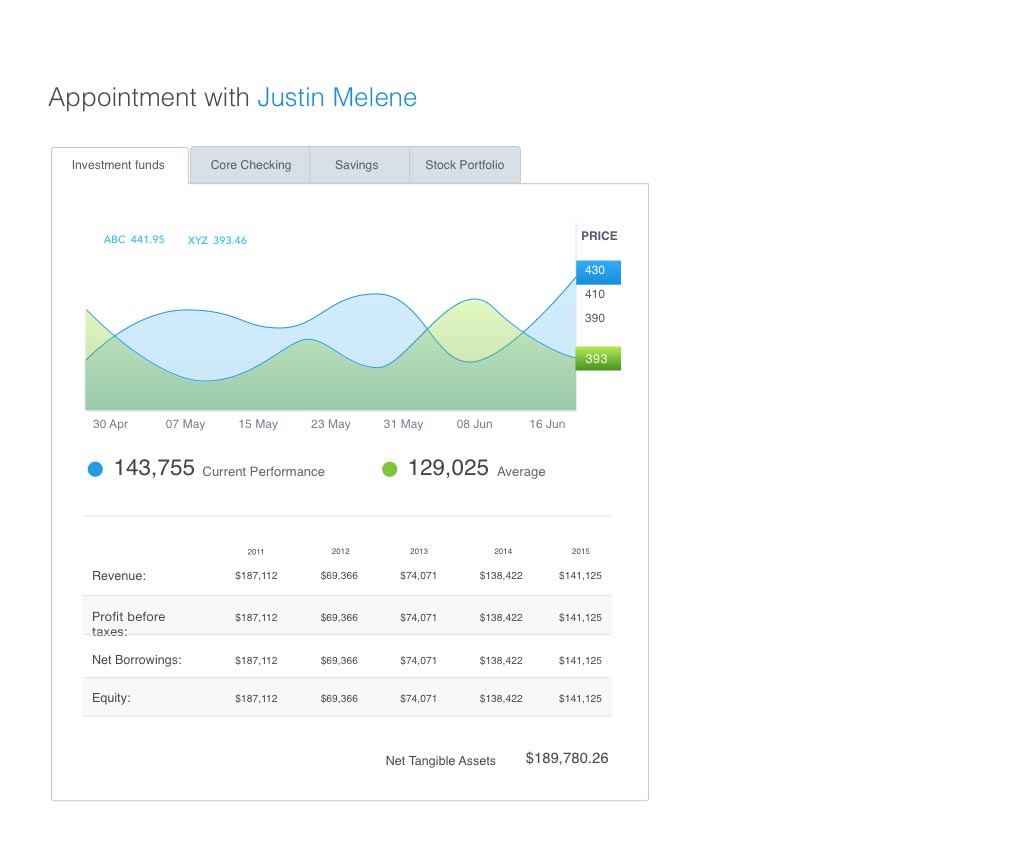 Appointment with Justin Melene
Investment funds Core Checking Savings Stock Portfolio
ABC 441.95 XYZ 393.46
PRICE
430
410
390
393
30 Apr 07 May 15 May 23 May 31 May 08 Jun 16 Jun
143,755 Current Performance 129,025 Average
2011 2012 2013 2014 2015
Revenue: $187,112 $69,366 $74,071 $138,422 $141,125
Profit before $187,112 $69,366 $74,071 $138,422 $141,125
taxes:
Net Borrowings: $187,112 $69,366 $74,071 $138,422 $141,125
Equity: $187,112 $69,366 $74,071 $138,422 $141,125
Net Tangible Assets $189,780.26